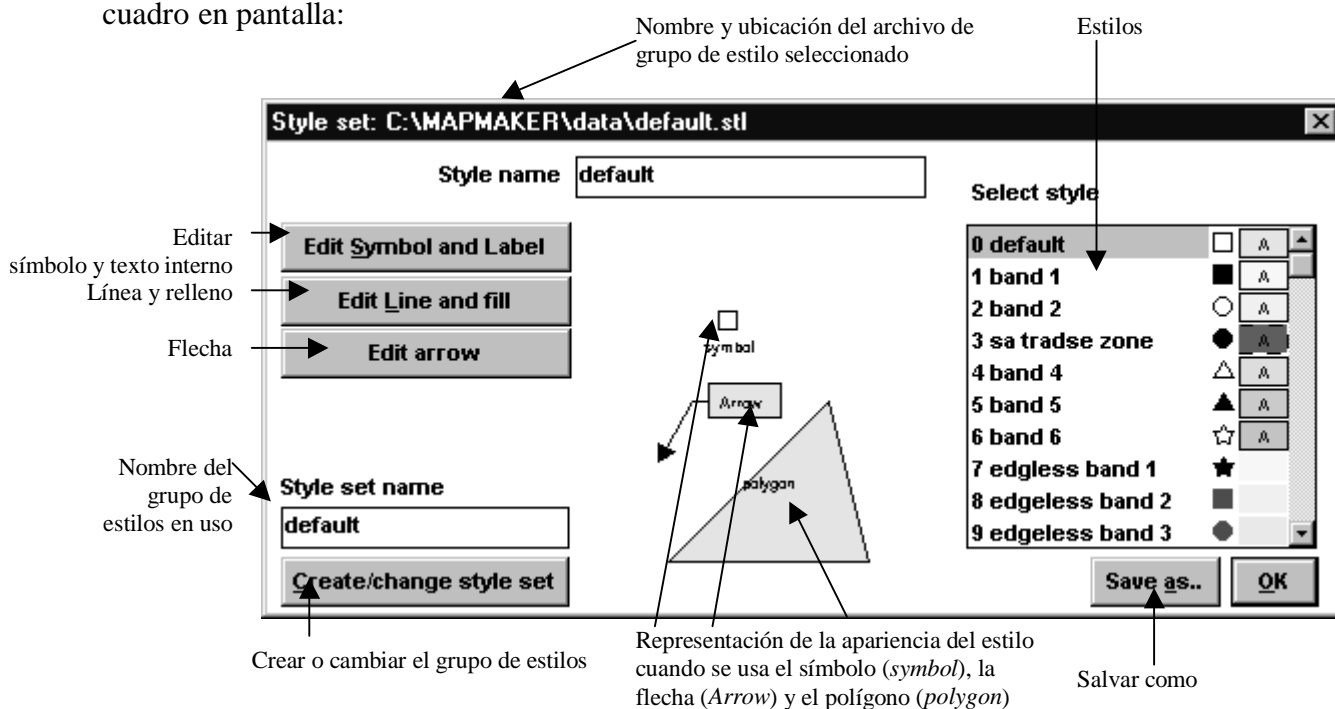 cuadro en pantalla:
Nombre y ubicación del archivo de
grupo de estilo seleccionado
Estilos
Style set: C:\MAPMAKER\data\default.stl
Style name
default
Select style
Editar
símbolo y texto interno
Línea y relleno
Flecha
Edit Symbol and Label
Edit Line and fill
Edit arrow
symbol
Arrow
polygon
0 default A
1 band 1 A
2 band 2 A
3 sa tradse zone A
4 band 4 A
5 band 5 A
6 band 6 A
7 edgless band 1
8 edgeless band 2
9 edgeless band 3
Nombre del
grupo de
estilos en uso
Style set name
default
Create/change style set
Save as..
OK
Crear o cambiar el grupo de estilos
Representación de la apariencia del estilo
cuando se usa el símbolo (symbol), la
flecha (Arrow) y el polígono (polygon)
Salvar como